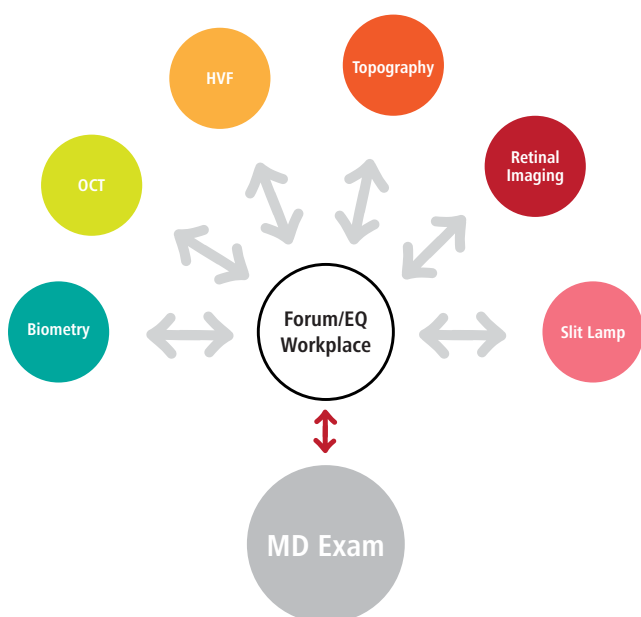 HVF
Topography
OCT
Retinal
Imaging
Biometry
Forum/EQ
Workplace
Slit Lamp
MD Exam